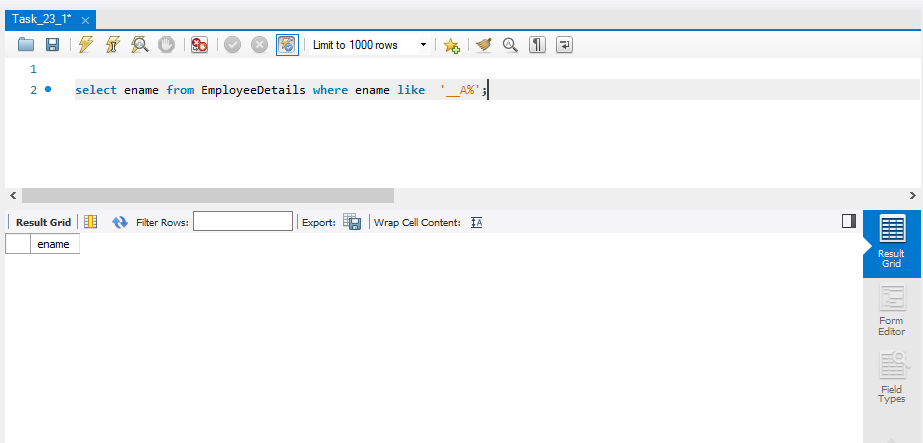 Task_23_1* ×
Limit to 1000 rows
1
2 select ename from EmployeeDetails where ename like '__A%';
Result Grid Filter Rows: Export: Wrap Cell Content: IA
ename
Result
Grid
Form
Editor
Field
Types